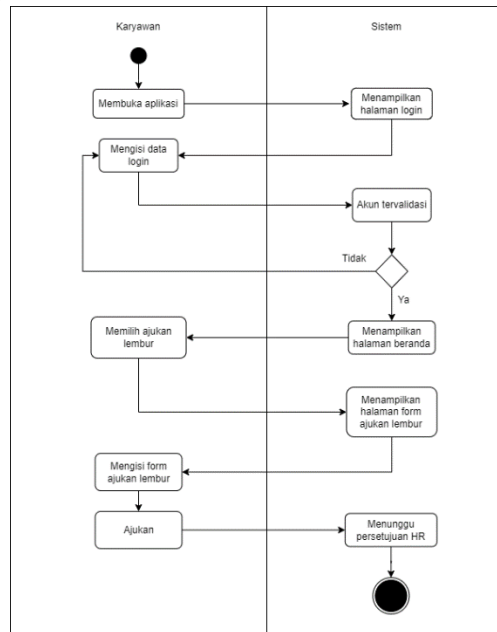 Karyawan
Sistem
Membuka aplikasi
Menampilkan
halaman login
Mengisi data
login
Akun tervalidasi
Tidak
Ya
Menampilkan
halaman beranda
Memilih ajukan
lembur
Menampilkan
halaman form
ajukan lembur
Mengisi form
ajukan lembur
Ajukan
Menunggu
persetujuan HR